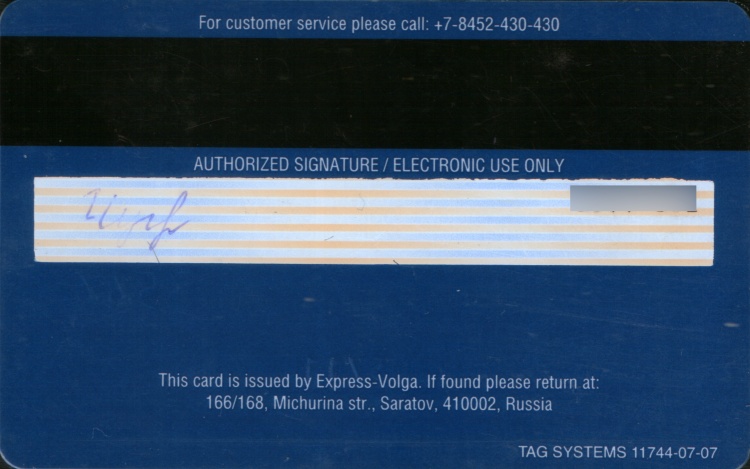 For customer service please call: +7-8452-430-430
AUTHORIZED SIGNATURE / ELECTRONIC USE ONLY
This card is issued by Express-Volga. If found please return at:
166/168, Michurina str., Saratov, 410002, Russia
TAG SYSTEMS 11744-07-07